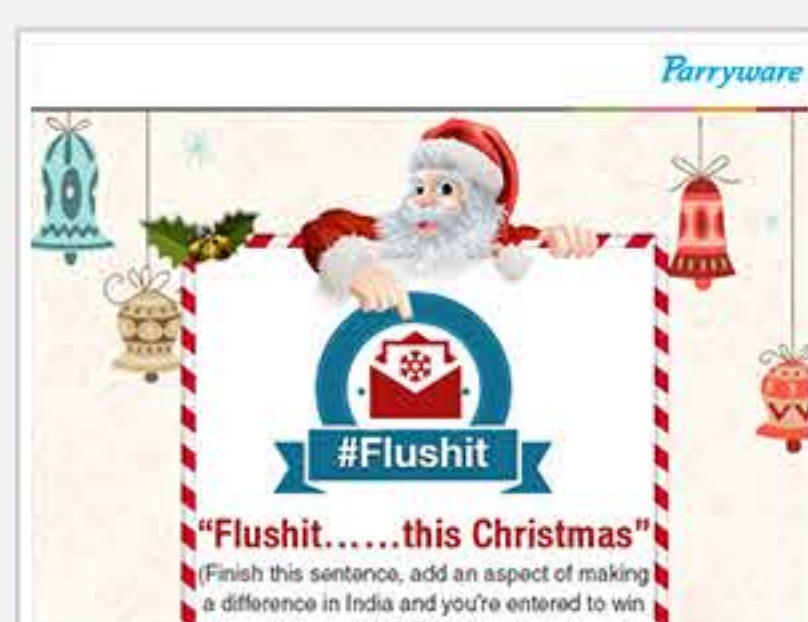 Parryware
#Flushit
“Flushit......this Christmas”
(Finish this sentence, add an aspect of making
a difference in India and you're entered to win